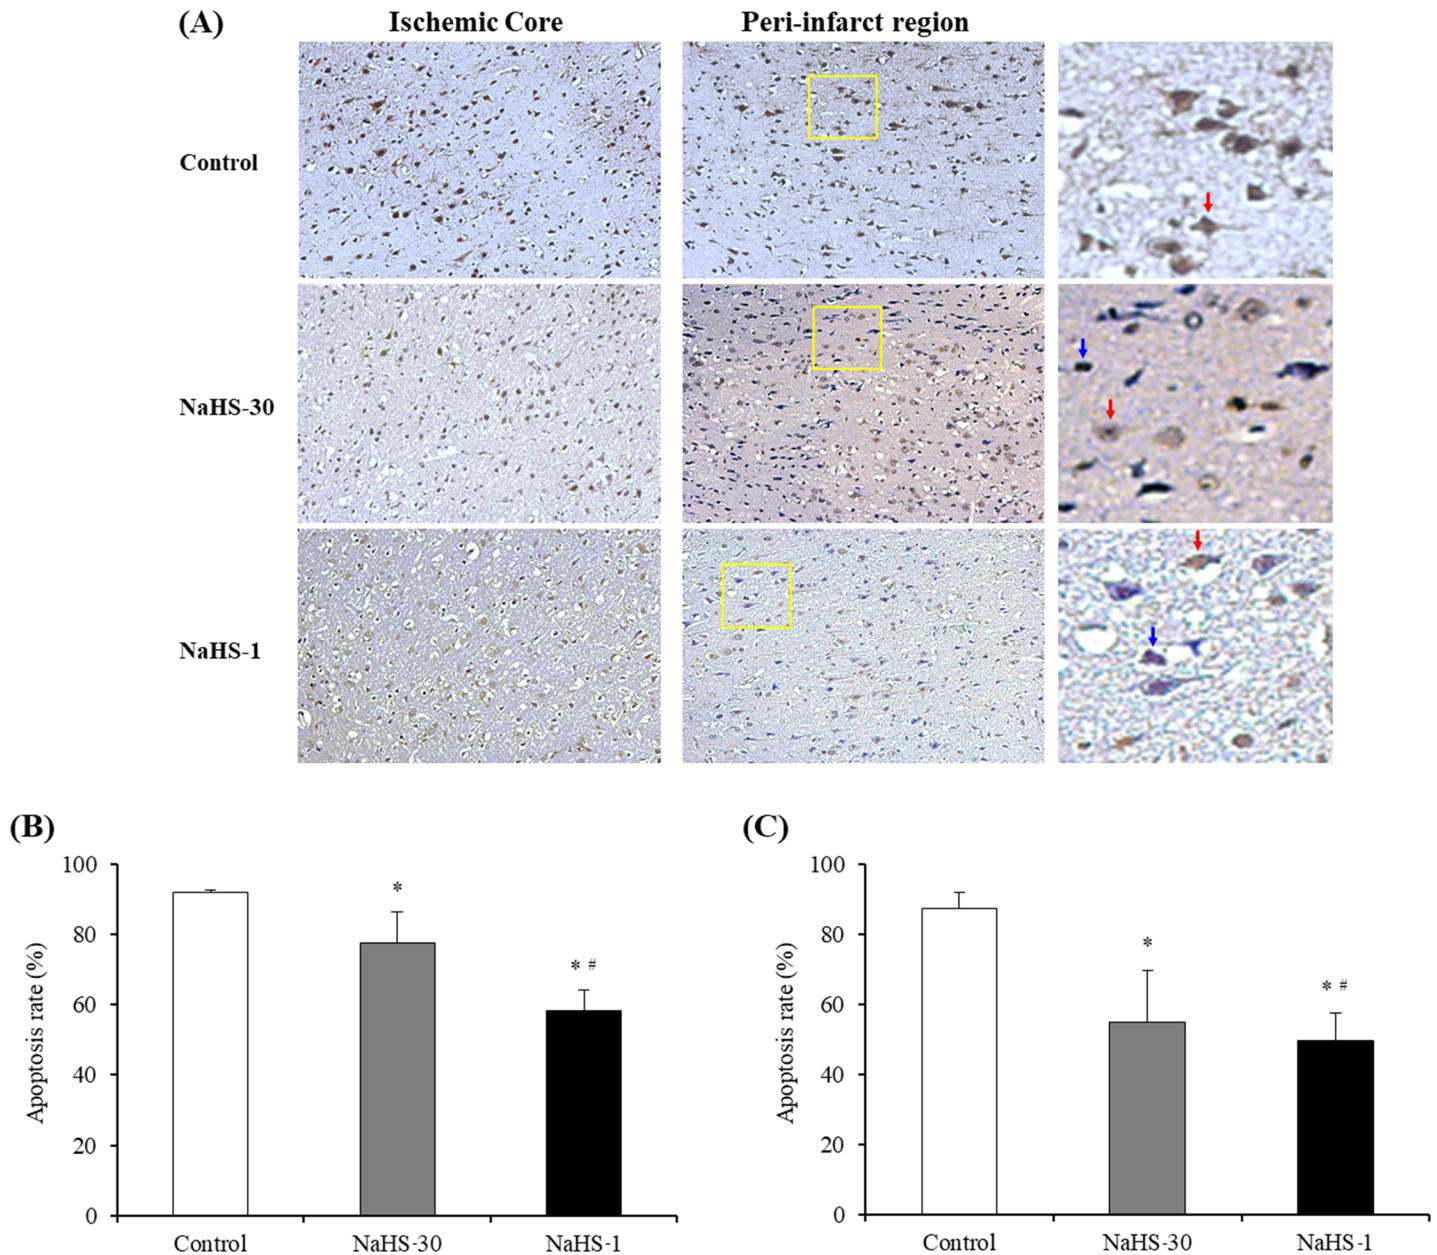 (A)
Ischemic Core
Peri-infarct region
Control
NaHS-30
NaHS-1
(B)
100
80
60
40
20
0
Apoptosis rate (%)
*
* #
Control
NaHS-30
NaHS-1
(C)
100
80
60
40
20
0
Apoptosis rate (%)
*
* #
Control
NaHS-30
NaHS-1